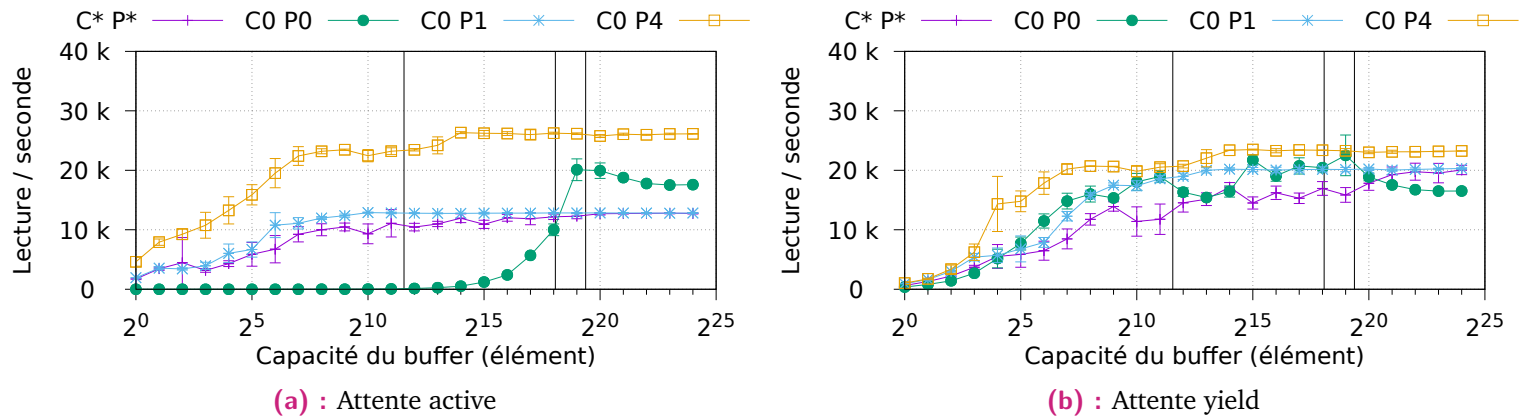 C* P* C0 P0 C0 P1 C0 P4
40 k
30 k
20 k
10 k
0
2^0 2^5 2^10 2^15 2^20 2^25
Lecture / seconde
Capacité du buffer (élément)
(a) : Attente active
C* P* C0 P0 C0 P1 C0 P4
40 k
30 k
20 k
10 k
0
2^0 2^5 2^10 2^15 2^20 2^25
Lecture / seconde
Capacité du buffer (élément)
(b) : Attente yield